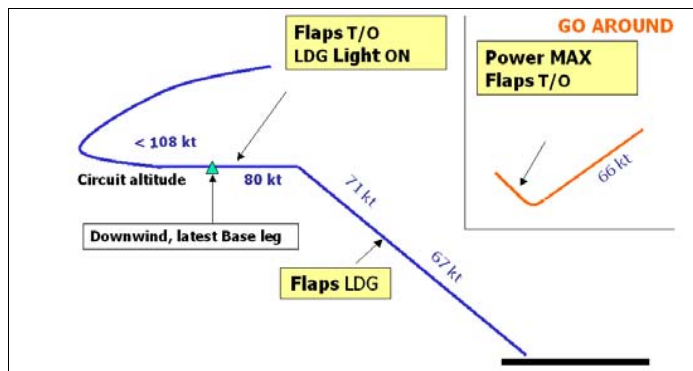 GO AROUND
Flaps T/O
LDG Light ON
Power MAX
Flaps T/O
< 108 kt
66 kt
Circuit altitude
80 kt
71 kt
Downwind, latest Base leg
67 kt
Flaps LDG